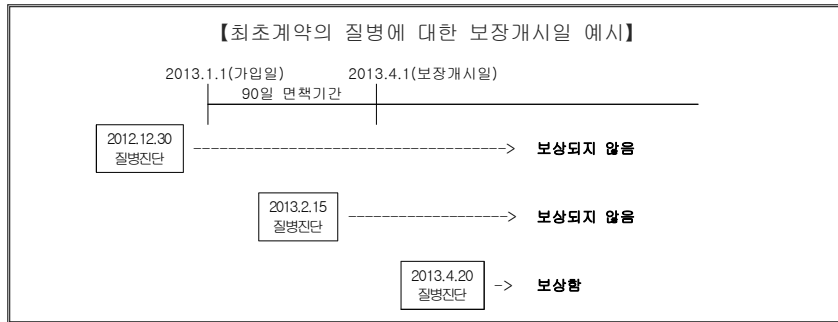 【최초계약의 질병에 대한 보장개시일 예시】
2013.1.1(가입일) 2013.4.1(보장개시일)
90일 면책기간
2012.12.30
질병진단
------------------------------------> 보상되지 않음
2013.2.15
질병진단
-------------------> 보상되지 않음
2013.4.20
질병진단
-> 보상함